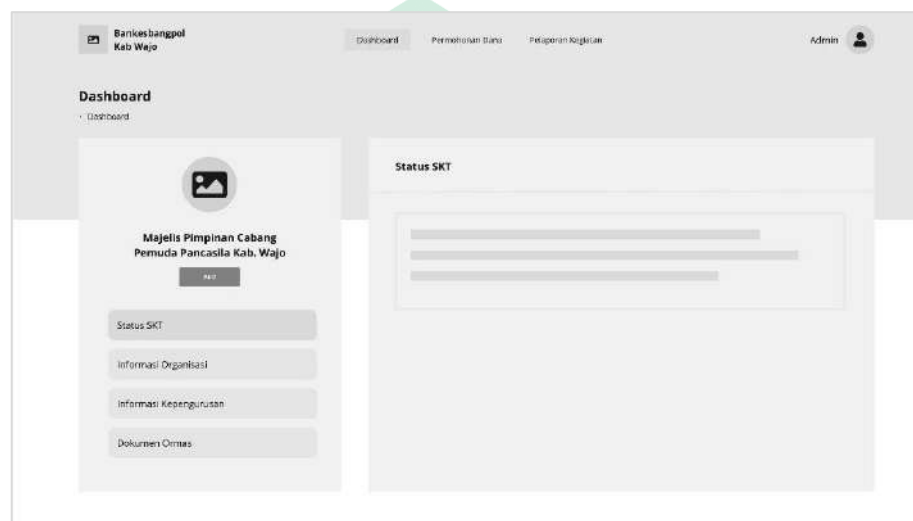 Bankesbangpol
Kab Wajo
Dashboard
Permohonan Dana
Pelaporan Kegiatan
Admin
Dashboard
• Dashboard
Majelis Pimpinan Cabang
Pemuda Pancasila Kab. Wajo
Status SKT
Informasi Organisasi
Informasi Kepengurusan
Dokumen Ormas
Status SKT